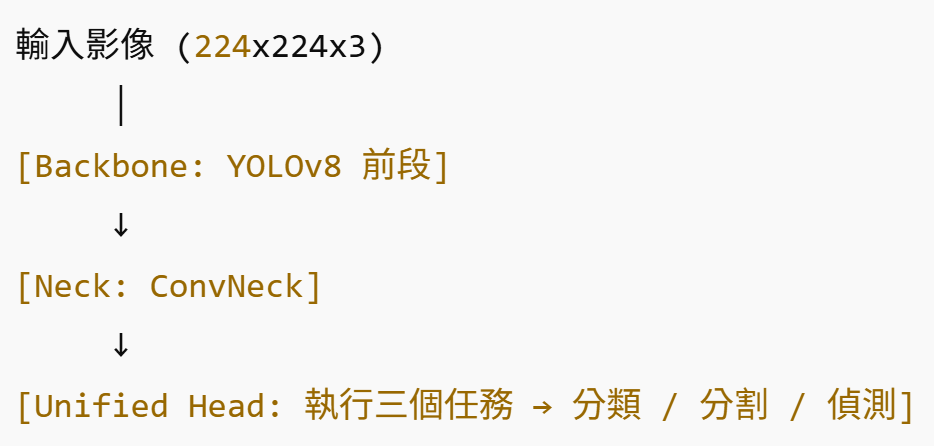 輸入影像 (224x224x3)
│
[Backbone: YOLOv8 前段]
↓
[Neck: ConvNeck]
↓
[Unified Head: 執行三個任務 → 分類 / 分割 / 偵測]